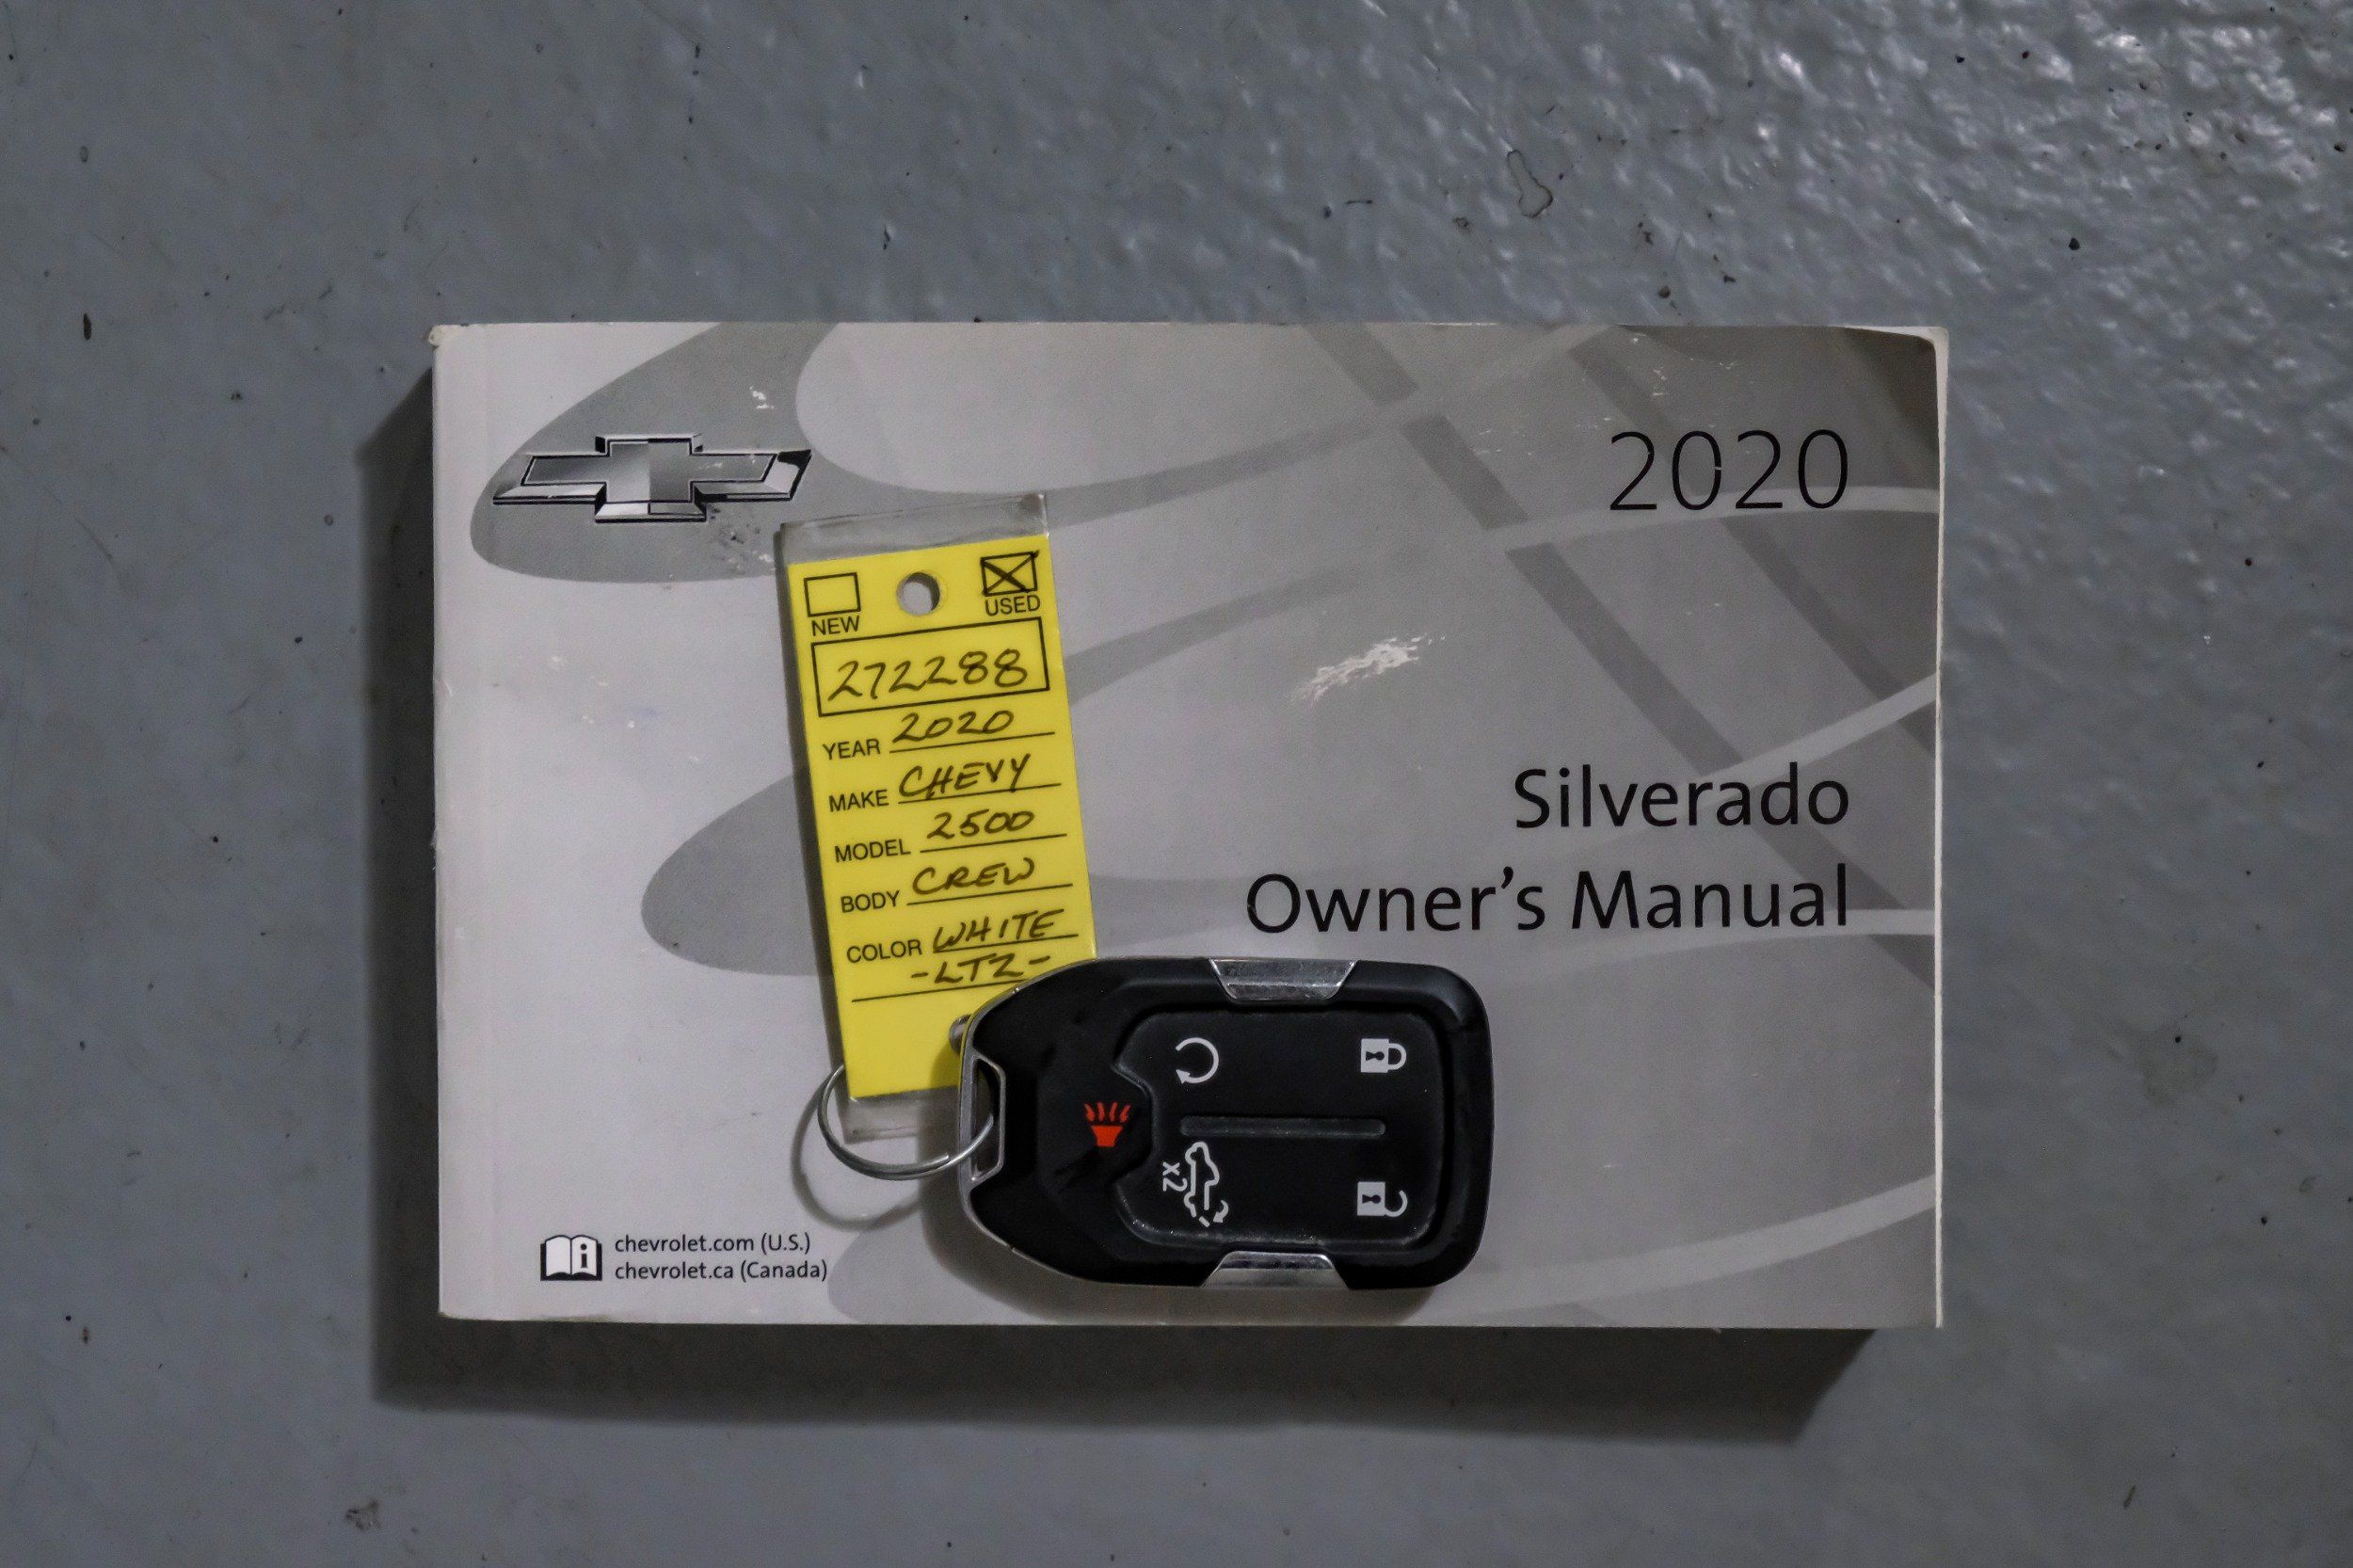 2020
NEW
USED
272288
YEAR 2020
MAKE CHEVY
MODEL 2500
BODY CREW
COLOR WHITE
-LTZ-
Silverado
Owner's Manual
X2
chevrolet.com (U.S.)
chevrolet.ca (Canada)